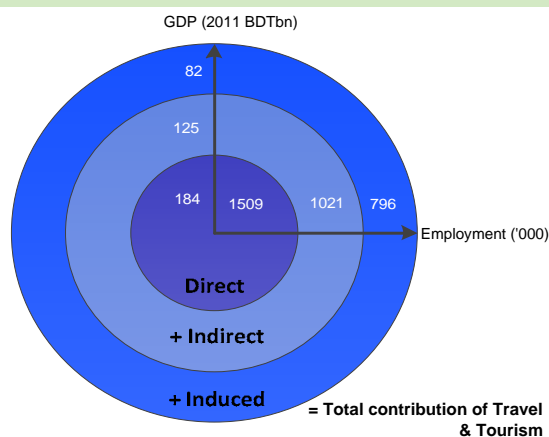 GDP (2011 BDTbn)
82
125
184 1509 1021 796
Employment ('000)
Direct
+ Indirect
+ Induced
= Total contribution of Travel
& Tourism